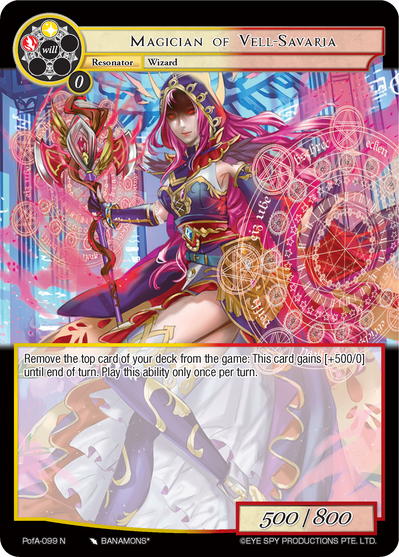 Magician of Vell-Savaria
will
Resonator Wizard
0
Remove the top card of your deck from the game: This card gains [+500/0]
until end of turn. Play this ability only once per turn.
500/800
PofA-099 N BANAMONS* ©EYE SPY PRODUCTIONS PTE. LTD.